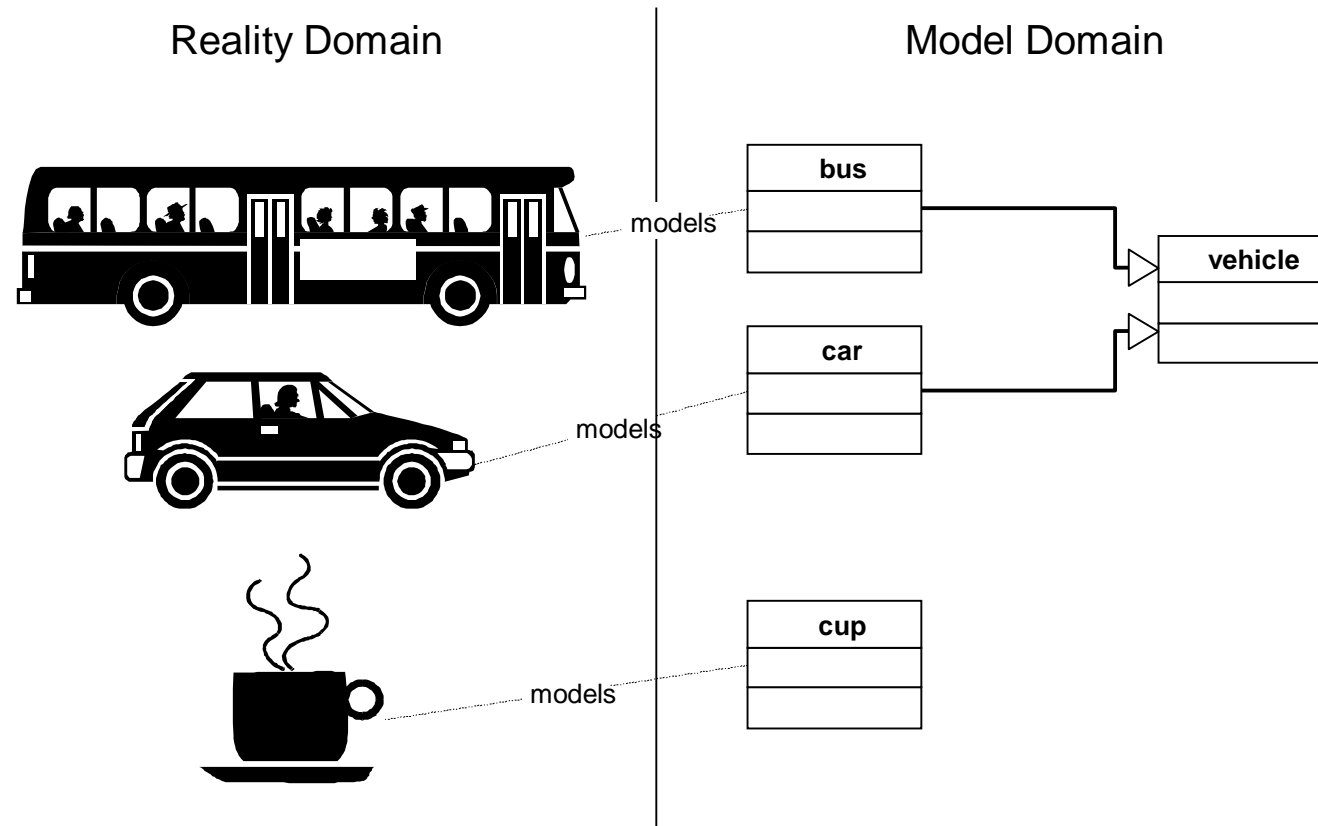 Reality Domain
Model Domain
bus
models
vehicle
car
models
cup
models